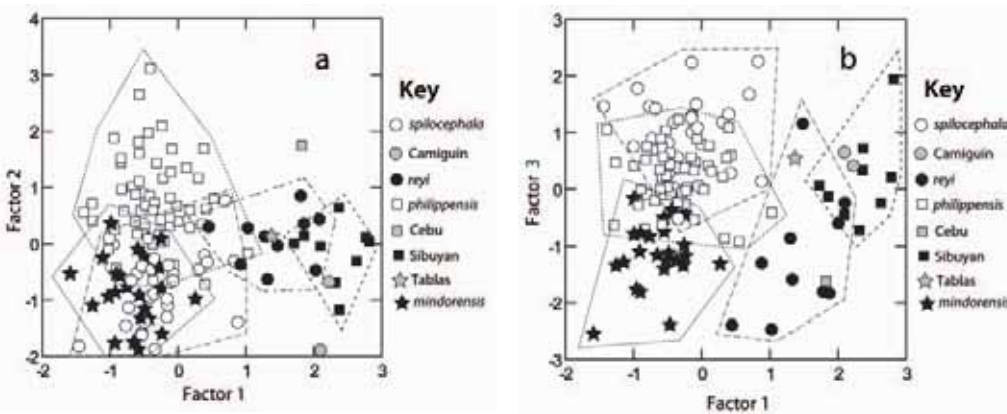 a
4
3
2
1
0
-1
-2
Factor 2
-2 -1 0 1 2 3
Factor 1
Key
spilocephala
Camiguin
reyi
philippensis
Cebu
Sibuyan
Tablas
mindorensis
b
3
2
1
0
-1
-2
-3
Factor 3
-2 -1 0 1 2 3
Factor 1
Key
spilocephala
Camiguin
reyi
philippensis
Cebu
Sibuyan
Tablas
mindorensis